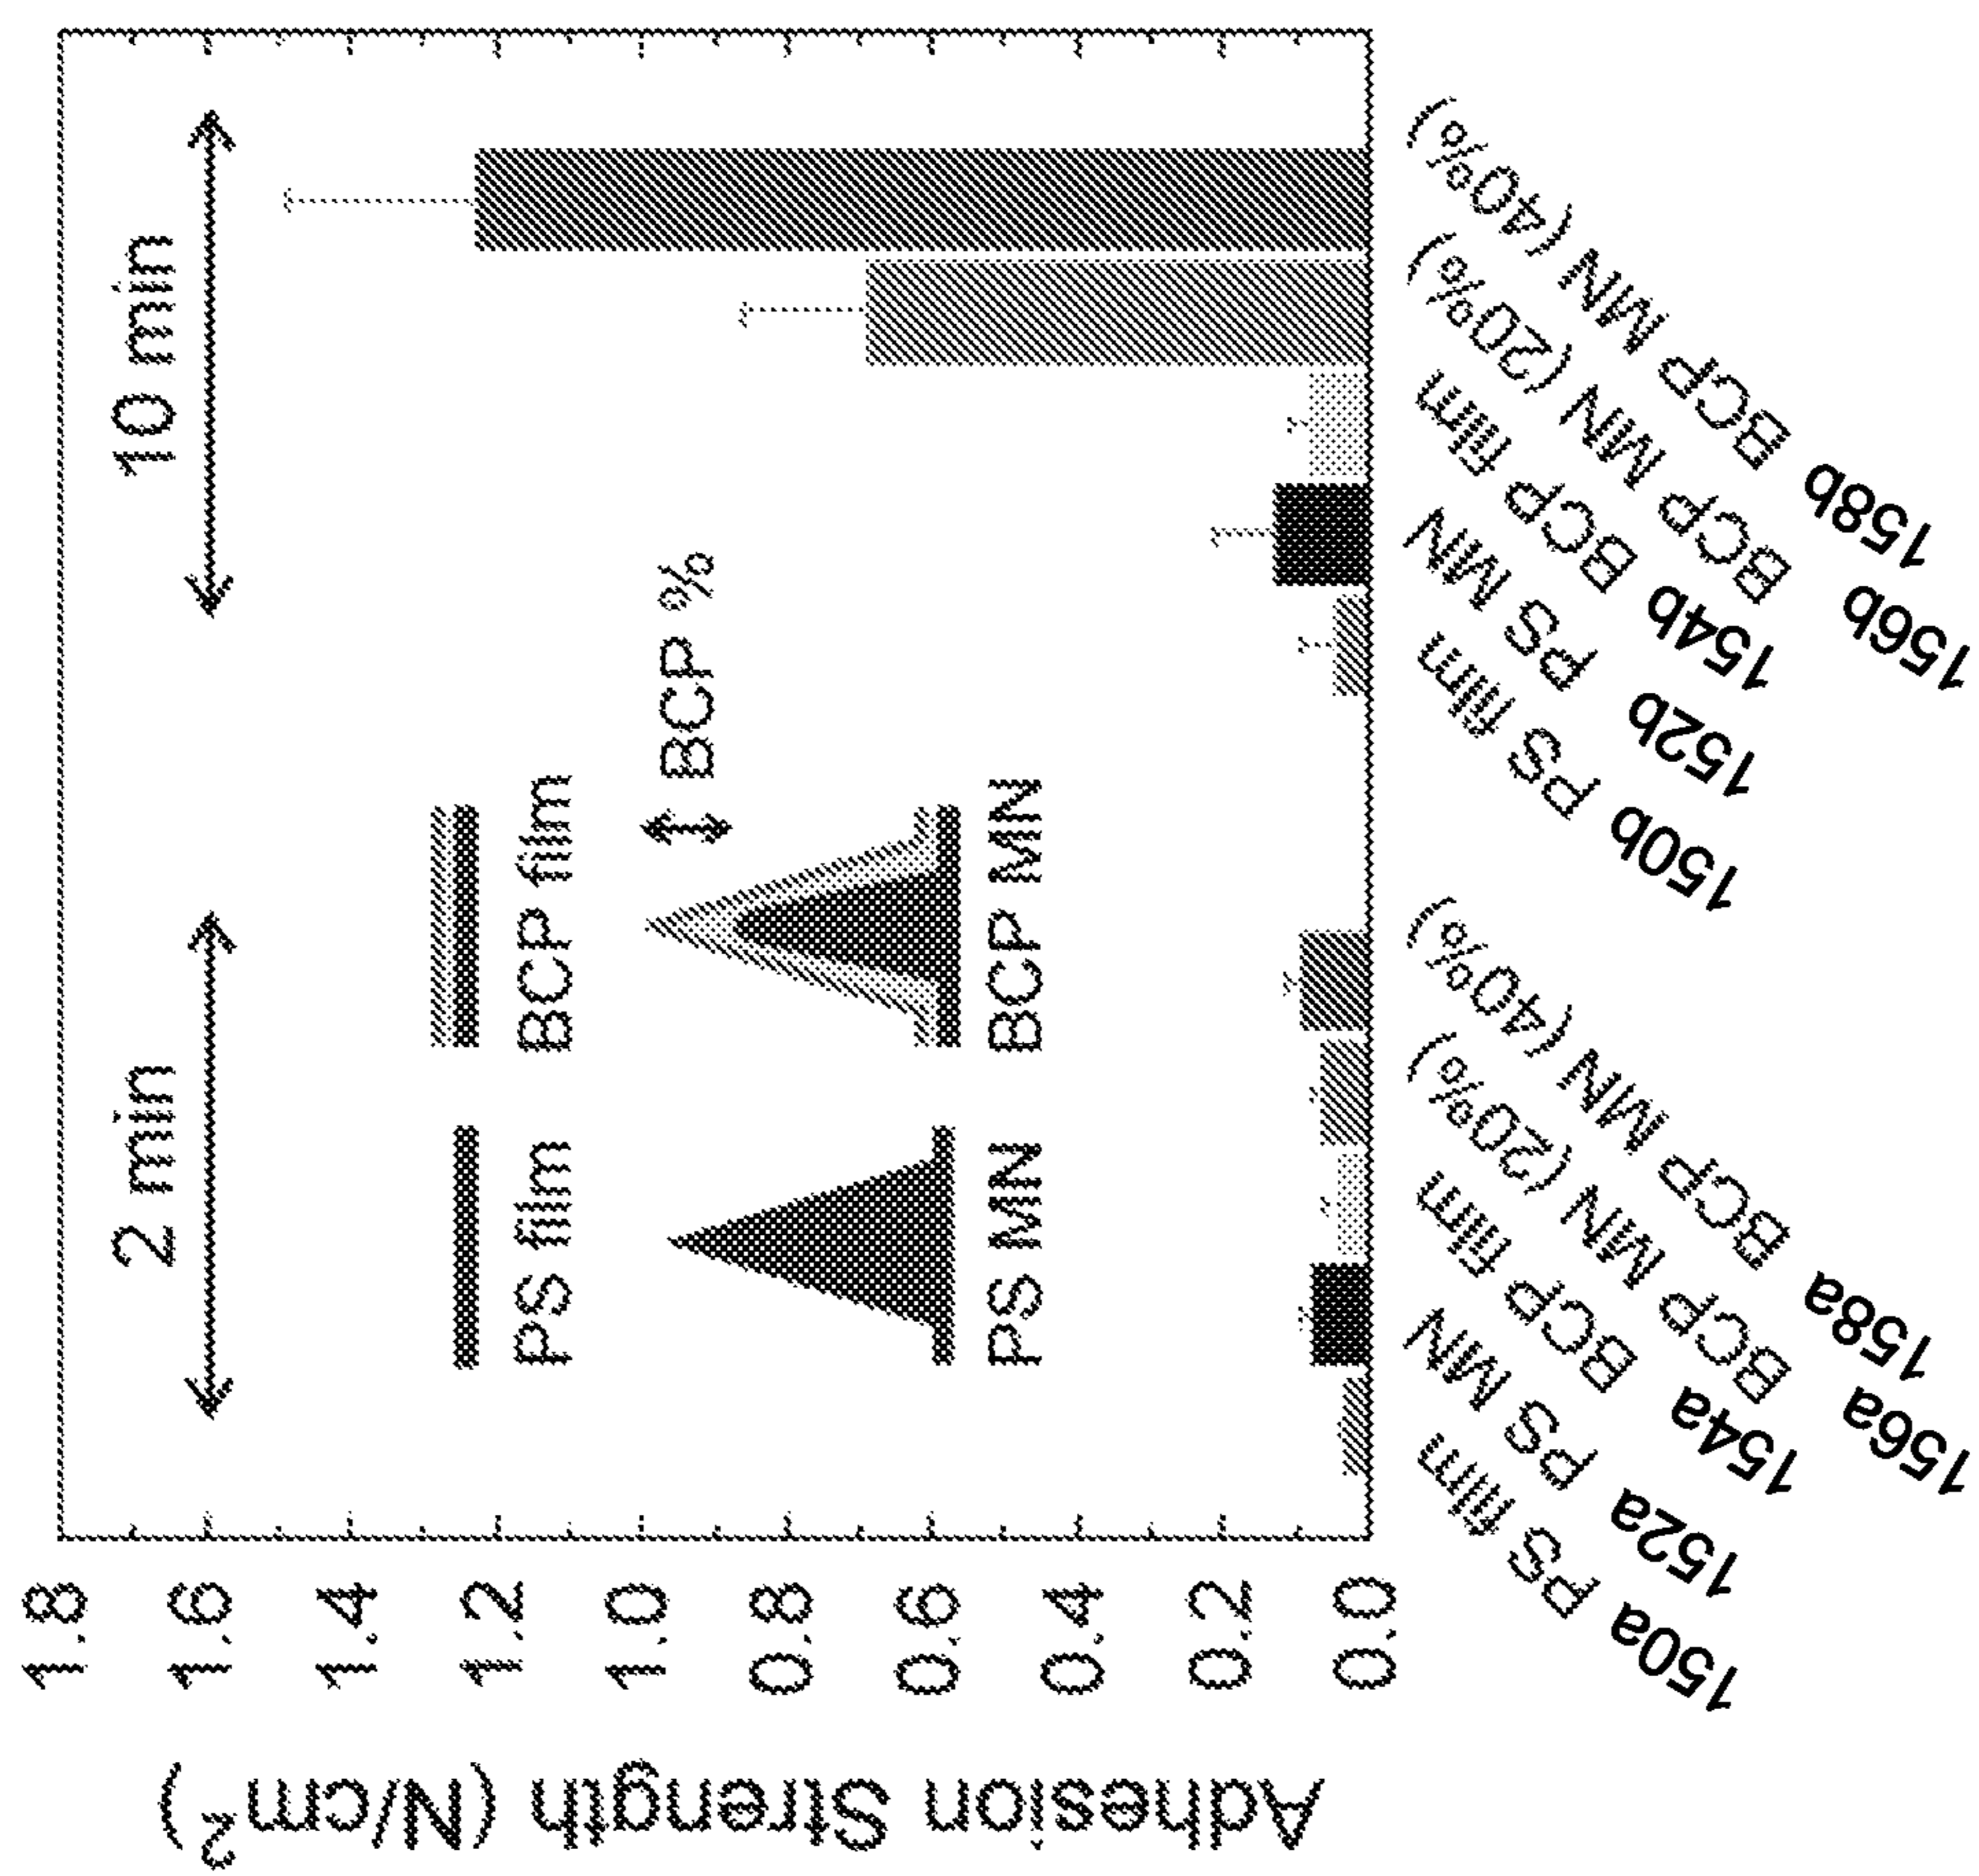 Adhesion Strength (N/cm²)
1.8
1.6
1.4
1.2
1.0
0.8
0.6
0.4
0.2
0.0
2 min
10 min
PS film
BCP film
BCP %
PS MN
BCP MN
150a PS film
152a PS MN
154a BCP film
156a BCP MN (20%)
158a BCP MN (40%)
150b PS film
152b PS MN
154b BCP film
156b BCP MN (20%)
158b BCP MN (40%)